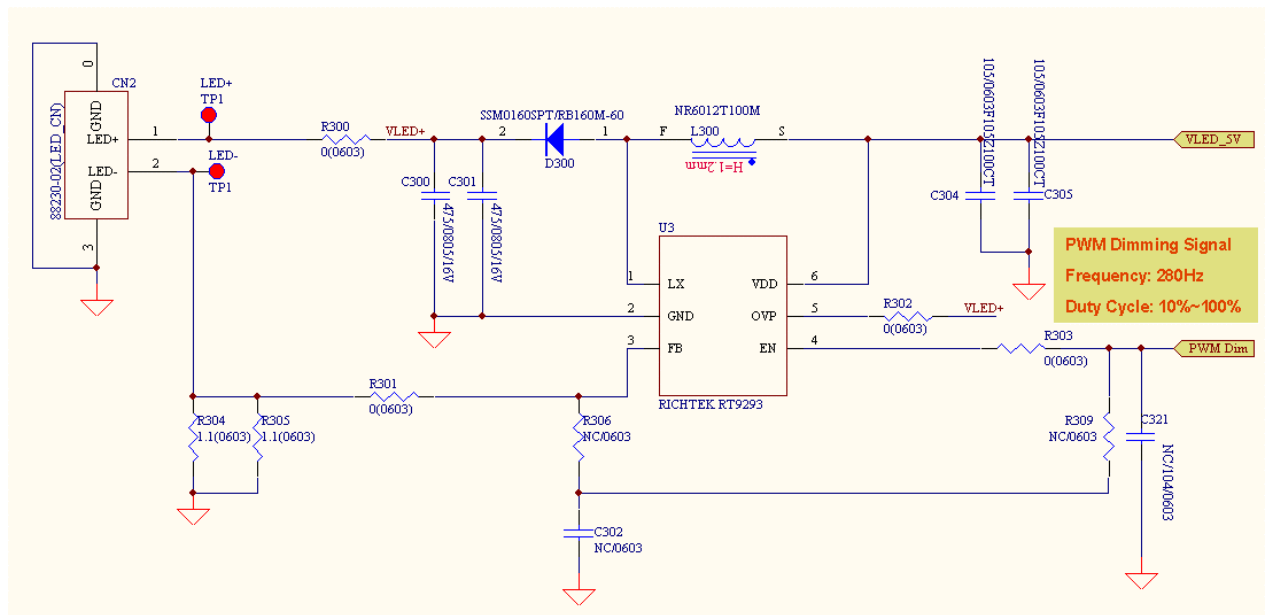 CN2
0
GND
LED+
LED-
GND
3
88230-02(LED_CN)
1
2
LED+
TP1
LED-
TP1
R300
0(0603)
VLED+
C300
475/0805/16V
C301
475/0805/16V
2
SSM0160SPT/RB160M-60
1
D300
NR6012T100M
F
L300
S
H=1.2mm
105/0603F105Z100CT
105/0603F105Z100CT
C304
C305
VLED_5V
PWM Dimming Signal
Frequency: 280Hz
Duty Cycle: 10%~100%
U3
1
LX
VDD
6
2
GND
OVP
5
3
FB
EN
4
RICHTEK RT9293
R302
0(0603)
VLED+
R303
0(0603)
PWM Dim
R301
0(0603)
R304
1.1(0603)
R305
1.1(0603)
R306
NC/0603
R309
NC/0603
C321
NC/104/0603
C302
NC/0603